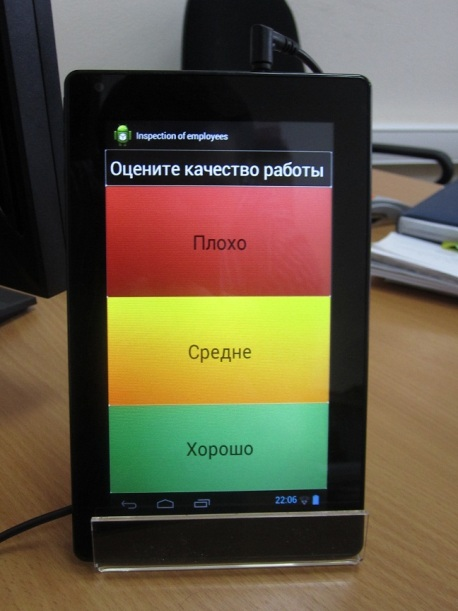 Inspection of employees
Оцените качество работы
Плохо
Средне
Хорошо
22:06